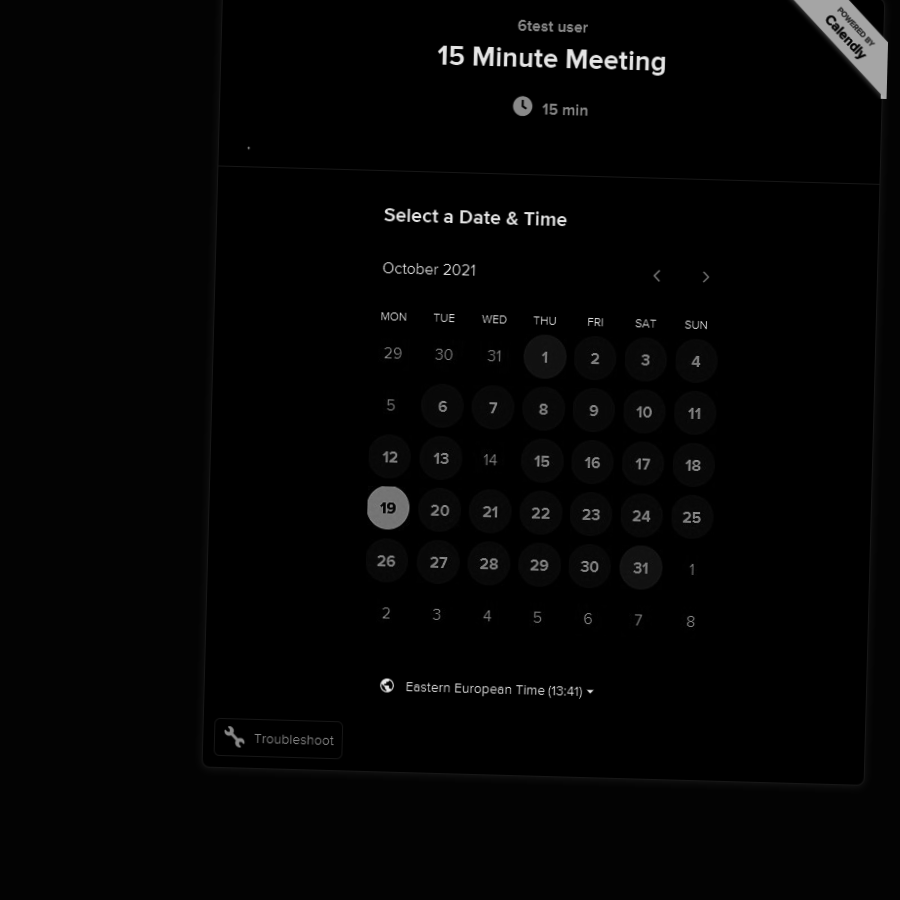 6test user
15 Minute Meeting
15 min
POWERED BY
Calendly
Select a Date & Time
October 2021
MON TUE WED THU FRI SAT SUN
29 30 31 1 2 3 4
5 6 7 8 9 10 11
12 13 14 15 16 17 18
19 20 21 22 23 24 25
26 27 28 29 30 31 1
2 3 4 5 6 7 8
Eastern European Time (13:41)
Troubleshoot